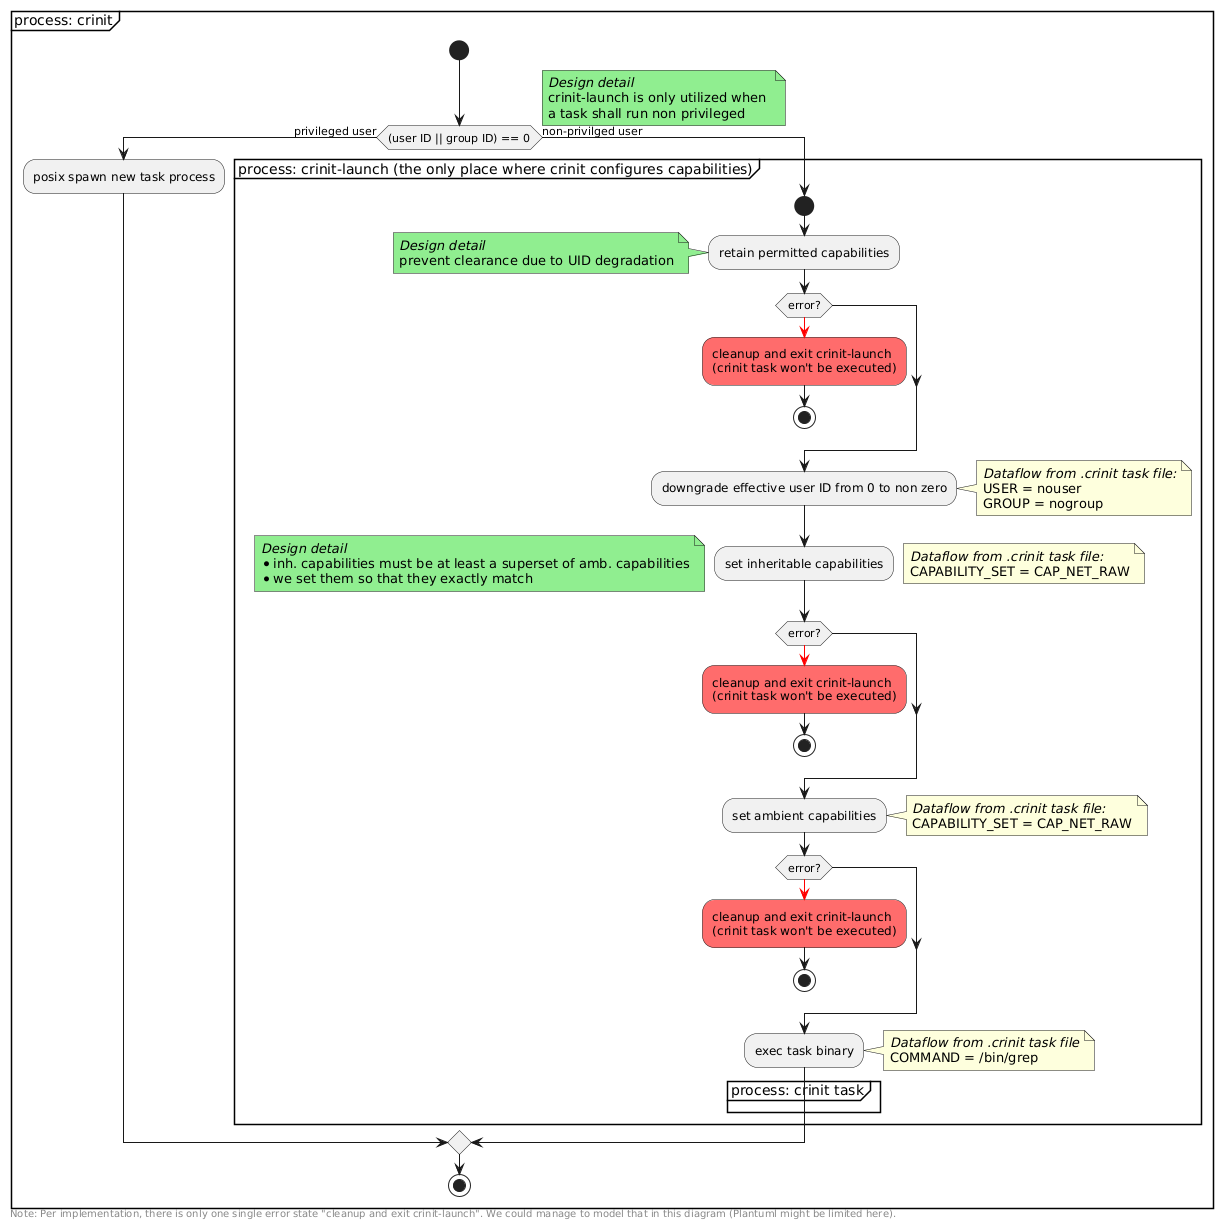 process: crinit
Design detail
crinit-launch is only utilized when
a task shall run non privileged
privileged user
(user ID || group ID) == 0
non-privilged user
posix spawn new task process
process: crinit-launch (the only place where crinit configures capabilities)
Design detail
prevent clearance due to UID degradation
retain permitted capabilities
error?
cleanup and exit crinit-launch
(crinit task won't be executed)
downgrade effective user ID from 0 to non zero
Dataflow from .crinit task file:
USER = nouser
GROUP = nogroup
Design detail
• inh. capabilities must be at least a superset of amb. capabilities
• we set them so that they exactly match
set inheritable capabilities
Dataflow from .crinit task file:
CAPABILITY_SET = CAP_NET_RAW
error?
cleanup and exit crinit-launch
(crinit task won't be executed)
set ambient capabilities
Dataflow from .crinit task file:
CAPABILITY_SET = CAP_NET_RAW
error?
cleanup and exit crinit-launch
(crinit task won't be executed)
exec task binary
Dataflow from .crinit task file
COMMAND = /bin/grep
process: crinit task
Note: Per implementation, there is only one single error state "cleanup and exit crinit-launch". We could manage to model that in this diagram (Plantuml might be limited here).